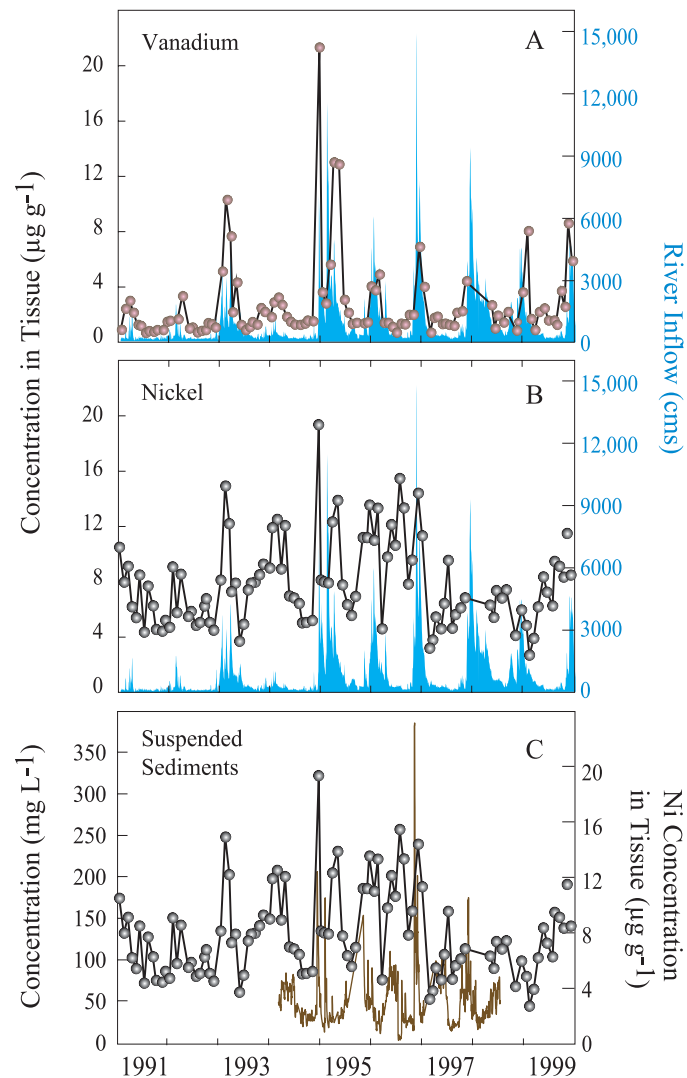 Vanadium
A
20
16
12
8
4
0
15,000
12,000
9000
6000
3000
0
Concentration in Tissue (µg g-1)
River Inflow (cms)
Nickel
B
20
16
12
8
4
0
15,000
12,000
9000
6000
3000
0
Suspended
Sediments
C
350
300
250
200
150
100
50
0
Concentration (mg L-1)
20
16
12
8
4
0
Ni Concentration
in Tissue (µg g-1)
1991 1993 1995 1997 1999